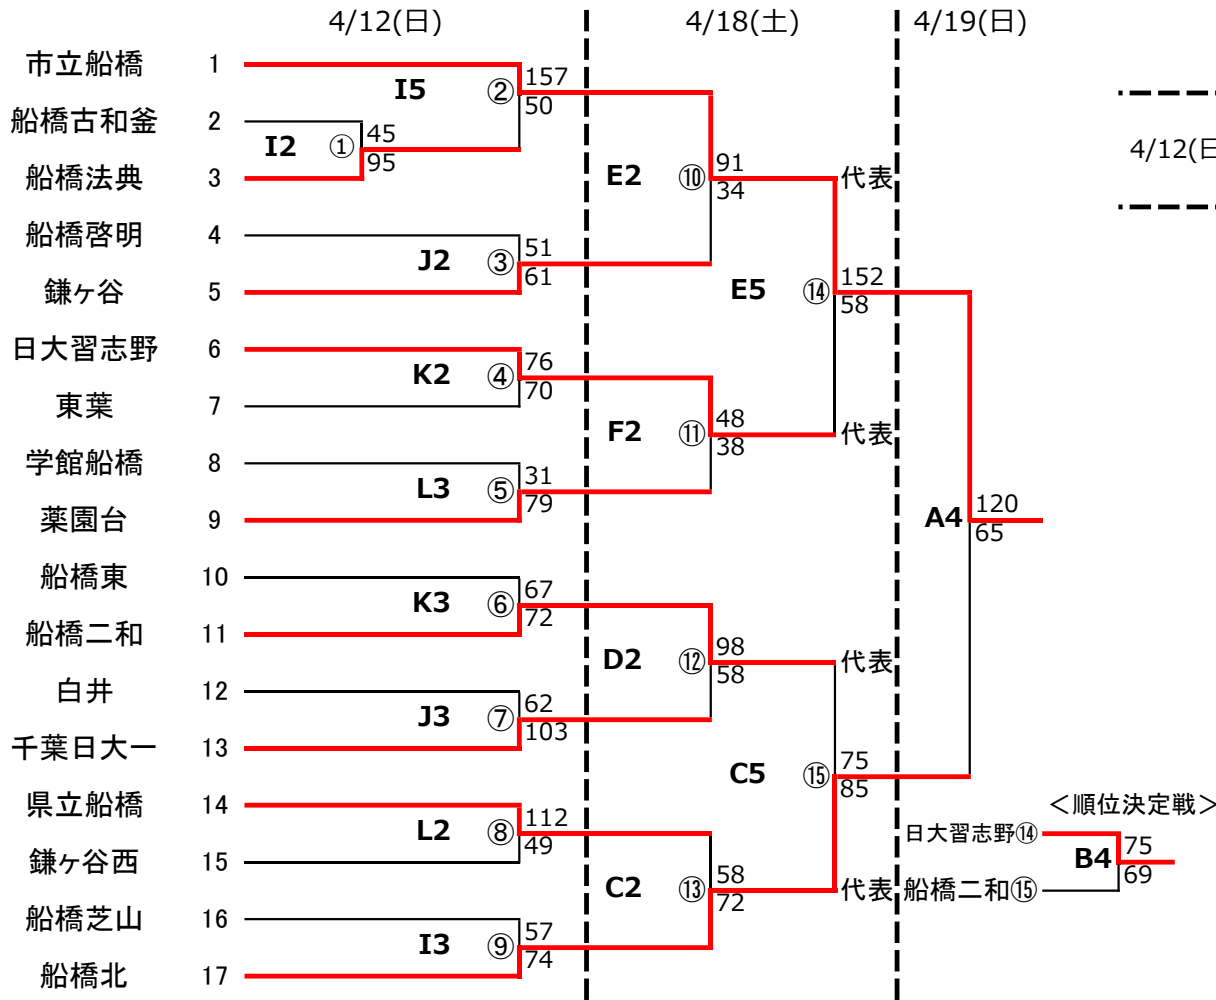 4/12(日) 4/18(土) 4/19(日)
市立船橋 1
I5 ② 157
50
船橋古和釜 2
I2 ① 45
95
4/12(日
船橋法典 3
E2 ⑩ 91
34
代表
船橋啓明 4
J2 ③ 51
61
鎌ヶ谷 5
E5 ⑭ 152
58
日大習志野 6
K2 ④ 76
70
東葉 7
F2 ⑪ 48
38
代表
学館船橋 8
L3 ⑤ 31
79
薬園台 9
A4 120
65
船橋東 10
K3 ⑥ 67
72
船橋二和 11
D2 ⑫ 98
58
代表
白井 12
J3 ⑦ 62
103
千葉日大一 13
C5 ⑮ 75
85
県立船橋 14
L2 ⑧ 112
49
<順位決定戦>
日大習志野⑭
B4 75
69
船橋二和⑮
鎌ヶ谷西 15
C2 ⑬ 58
72
代表
船橋芝山 16
I3 ⑨ 57
74
船橋北 17